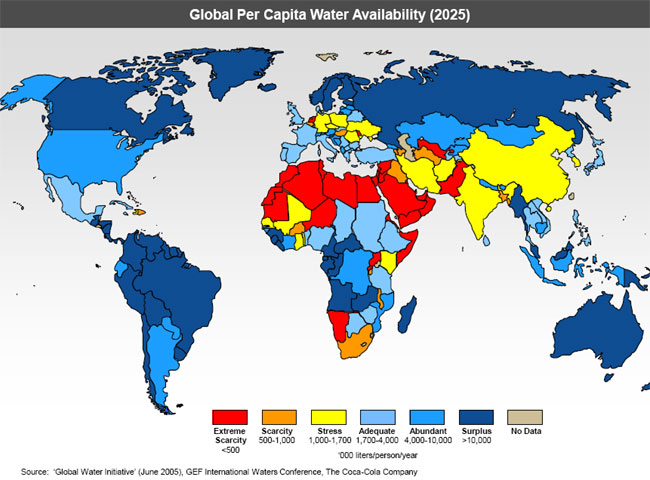 Global Per Capita Water Availability (2025)
Extreme Scarcity <500
Scarcity 500-1,000
Stress 1,000-1,700
Adequate 1,700-4,000
Abundant 4,000-10,000
Surplus >10,000
No Data
'000 liters/person/year
Source: 'Global Water Initiative' (June 2005), GEF International Waters Conference, The Coca-Cola Company